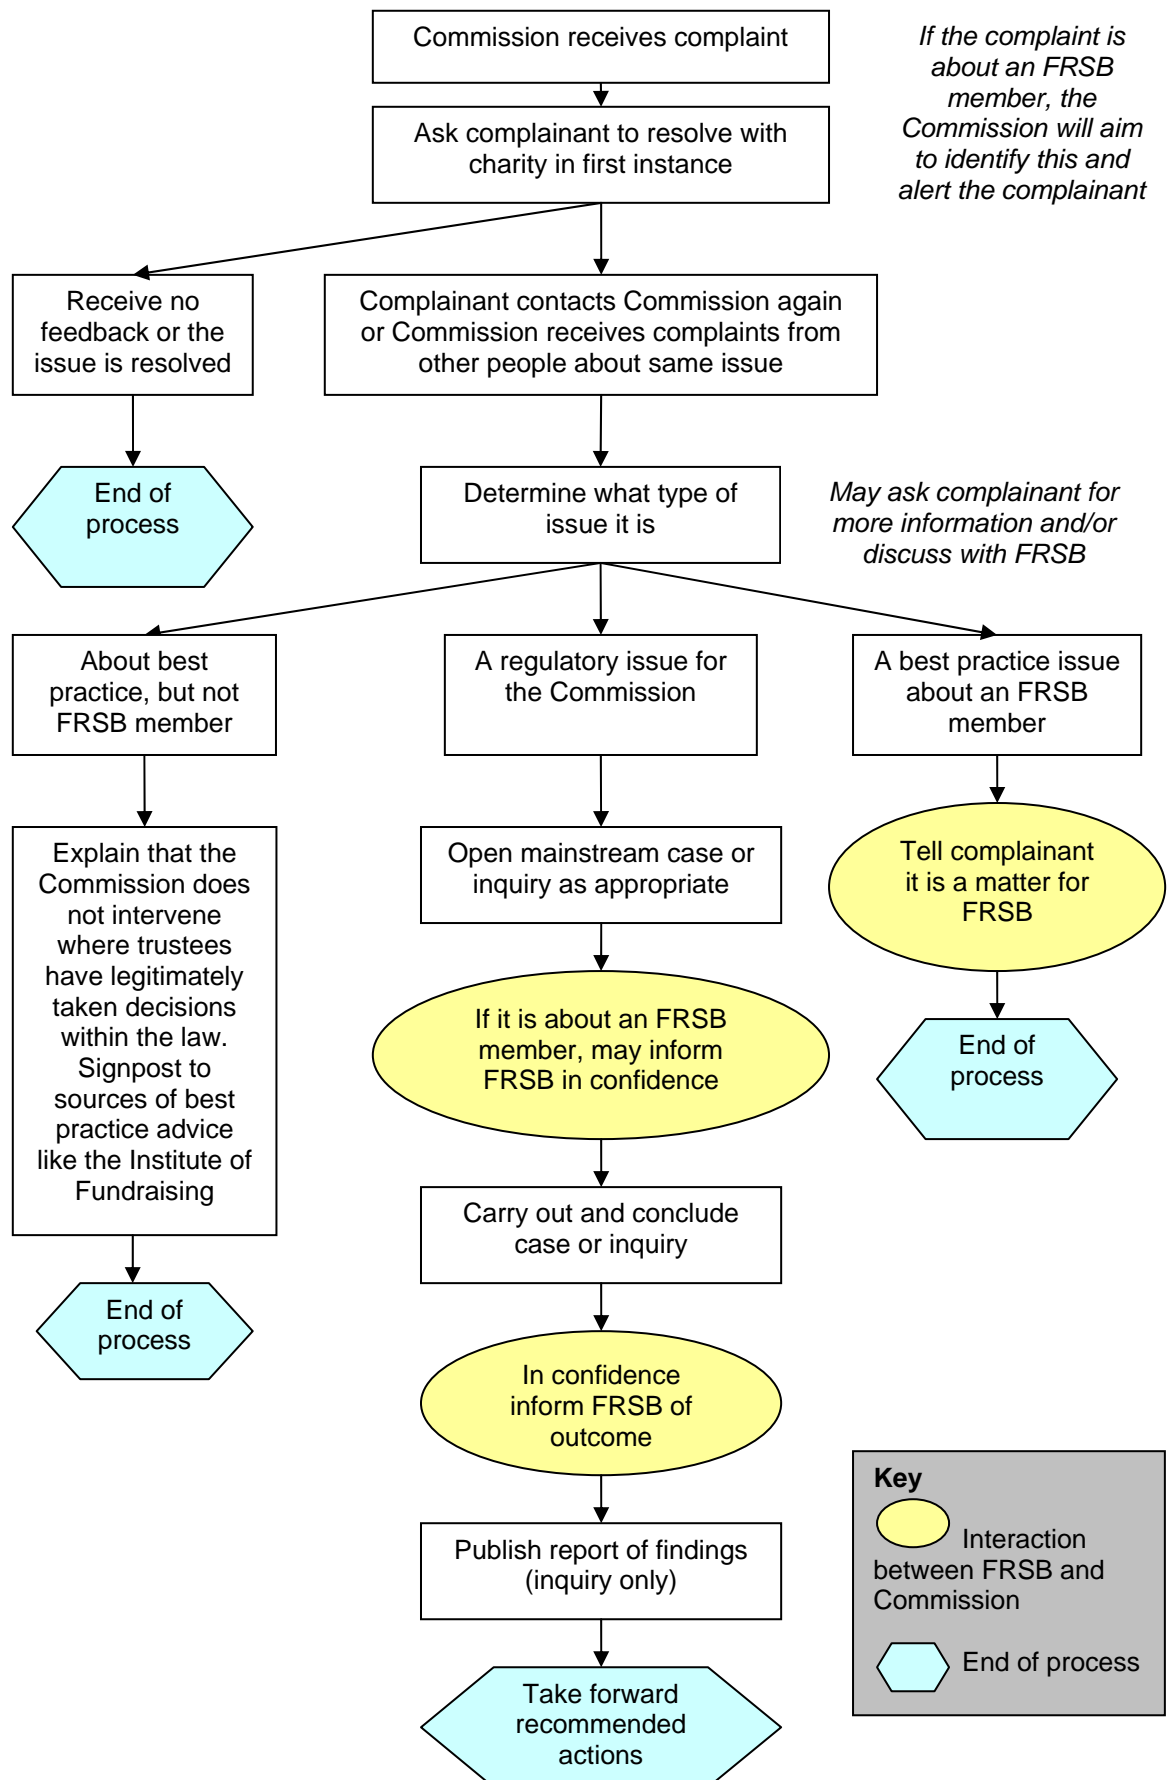 Commission receives complaint
If the complaint is
about an FRSB
member, the
Commission will aim
to identify this and
alert the complainant
Ask complainant to resolve with
charity in first instance
Receive no
feedback or the
issue is resolved
Complainant contacts Commission again
or Commission receives complaints from
other people about same issue
End of
process
Determine what type of
issue it is
May ask complainant for
more information and/or
discuss with FRSB
About best
practice, but not
FRSB member
A regulatory issue for
the Commission
A best practice issue
about an FRSB
member
Explain that the
Commission does
not intervene
where trustees
have legitimately
taken decisions
within the law.
Signpost to
sources of best
practice advice
like the Institute of
Fundraising
Open mainstream case or
inquiry as appropriate
Tell complainant
it is a matter for
FRSB
If it is about an FRSB
member, may inform
FRSB in confidence
End of
process
Carry out and conclude
case or inquiry
End of
process
In confidence
inform FRSB of
outcome
Publish report of findings
(inquiry only)
Take forward
recommended
actions
Key
Interaction
between FRSB and
Commission
End of process